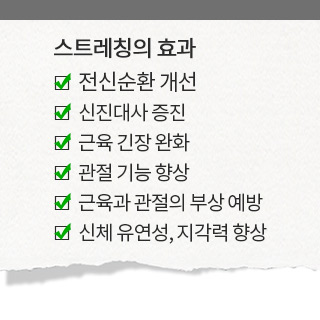 스트레칭의 효과
전신순환 개선
신진대사 증진
근육 긴장 완화
관절 기능 향상
근육과 관절의 부상 예방
신체 유연성, 지각력 향상